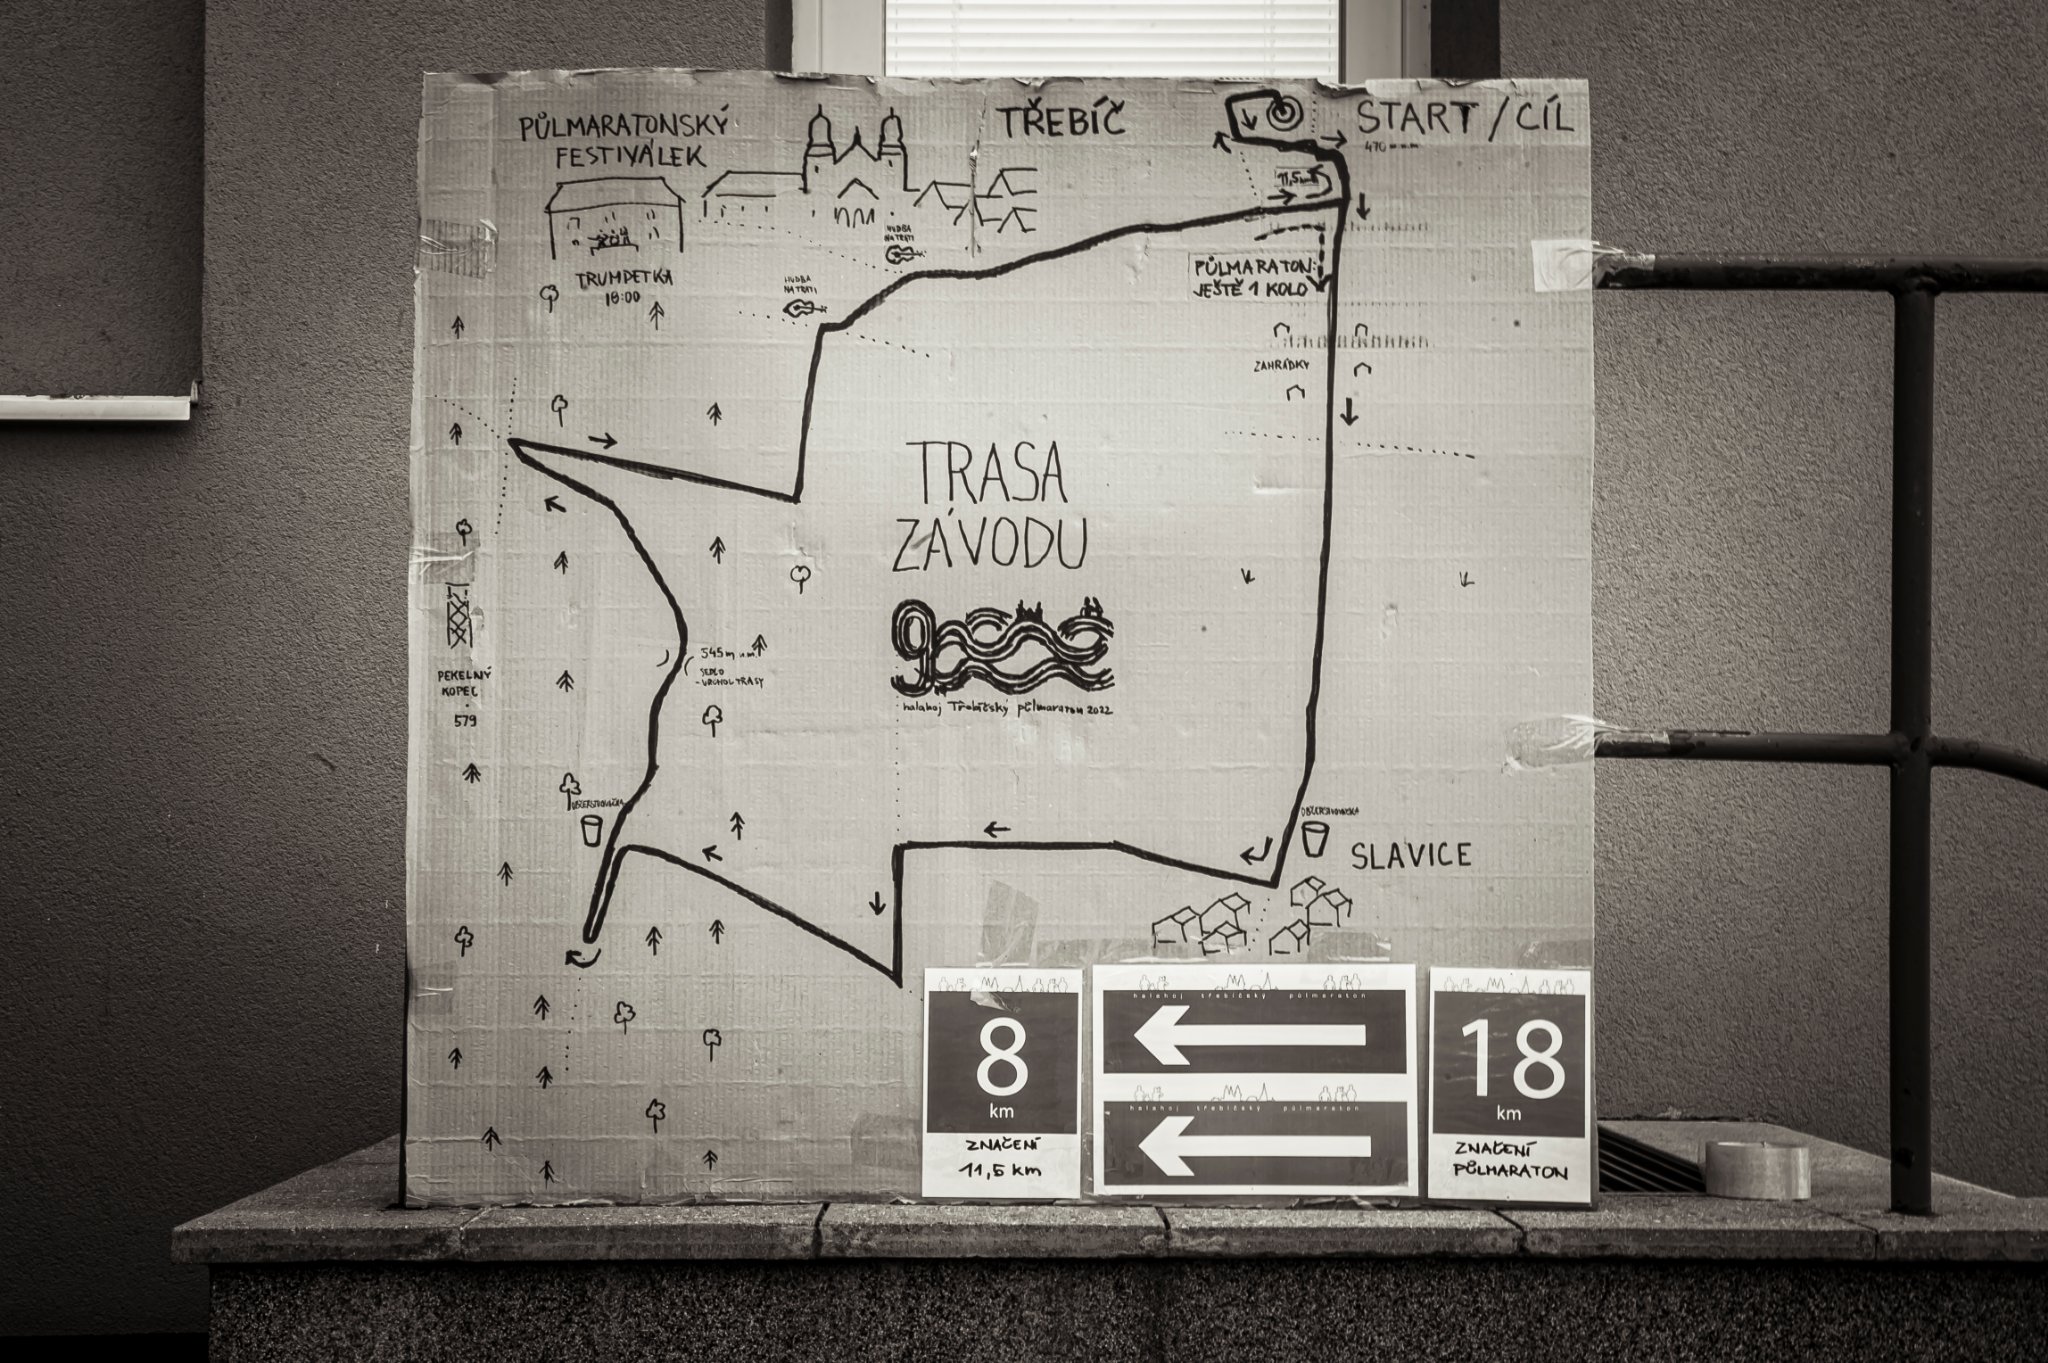 PŮLMARATONSKÝ
FESTIVÁLEK
TŘEBÍČ
START / CÍL
470 m n.m.
11,5 km
TRUMPETKA
18:00
HUDBA
NA TRATI
HUDBA
NA TRATI
PŮLMARATON:
JEŠTĚ 1 KOLO
ZAHRÁDKY
TRASA
ZÁVODU
545 m n.m.
SEDLO
- VRCHOL TRASY
PEKELNÝ
KOPEC
579
halahoj Třebíčský půlmaraton 2022
OBČERSTVOVAČKA
OBČERSTVOVAČKA
SLAVICE
8
km
ZNAČENÍ
11,5 km
halahoj třebíčský půlmaraton
halahoj třebíčský půlmaraton
18
km
ZNAČENÍ
PŮLMARATON